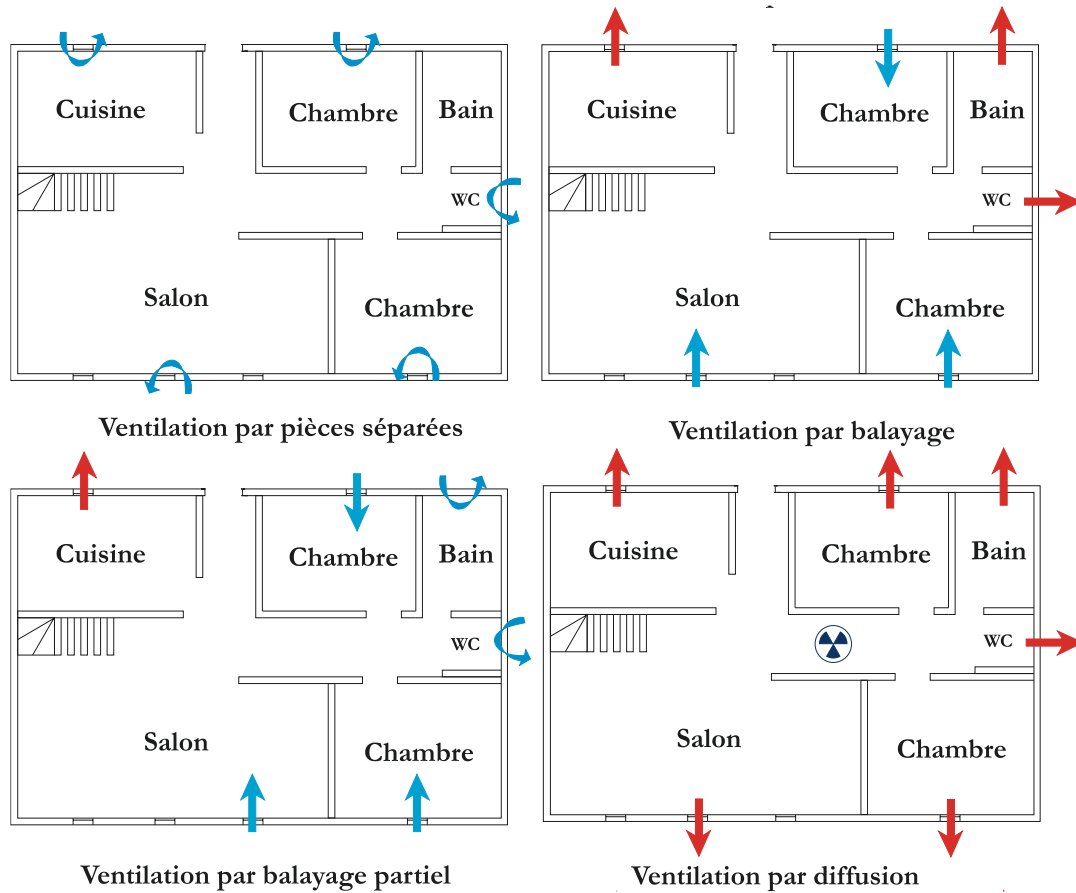 Cuisine
Chambre
Bain
WC
Salon
Chambre
Ventilation par pièces séparées
Cuisine
Chambre
Bain
WC
Salon
Chambre
Ventilation par balayage
Cuisine
Chambre
Bain
WC
Salon
Chambre
Ventilation par balayage partiel
Cuisine
Chambre
Bain
WC
Salon
Chambre
Ventilation par diffusion